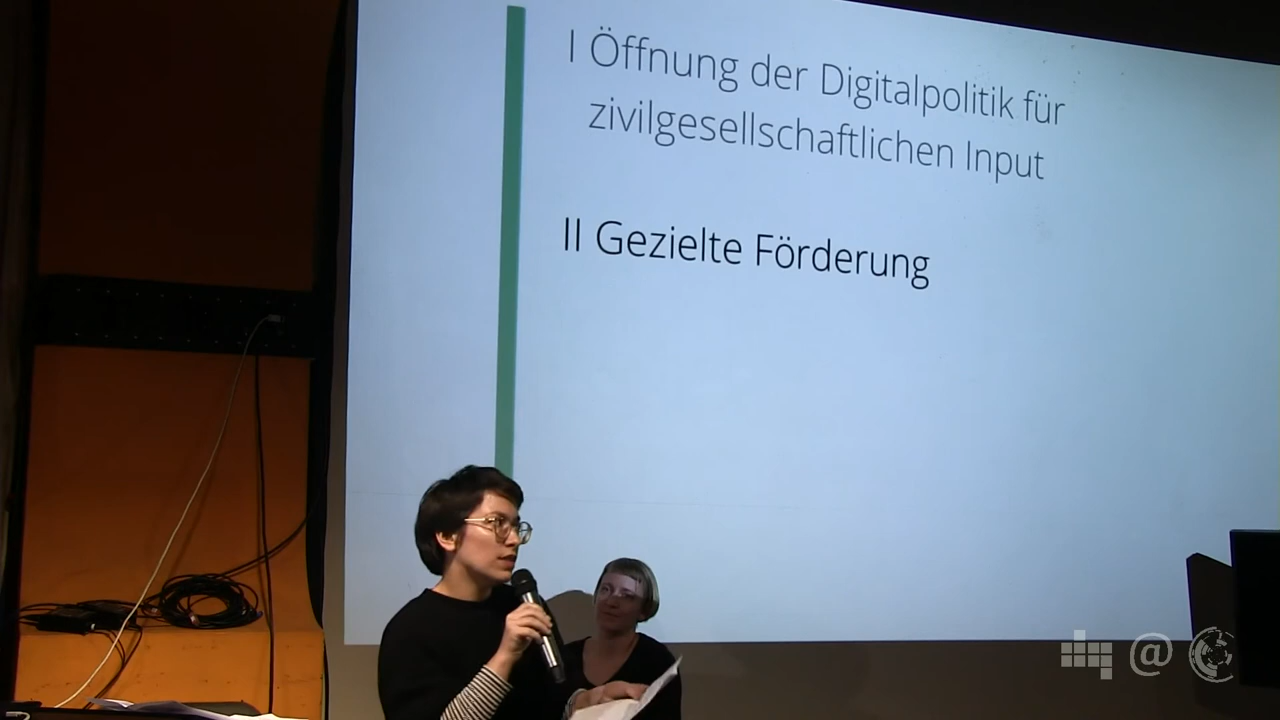 I Öffnung der Digitalpolitik für
zivilgesellschaftlichen Input
II Gezielte Förderung
@